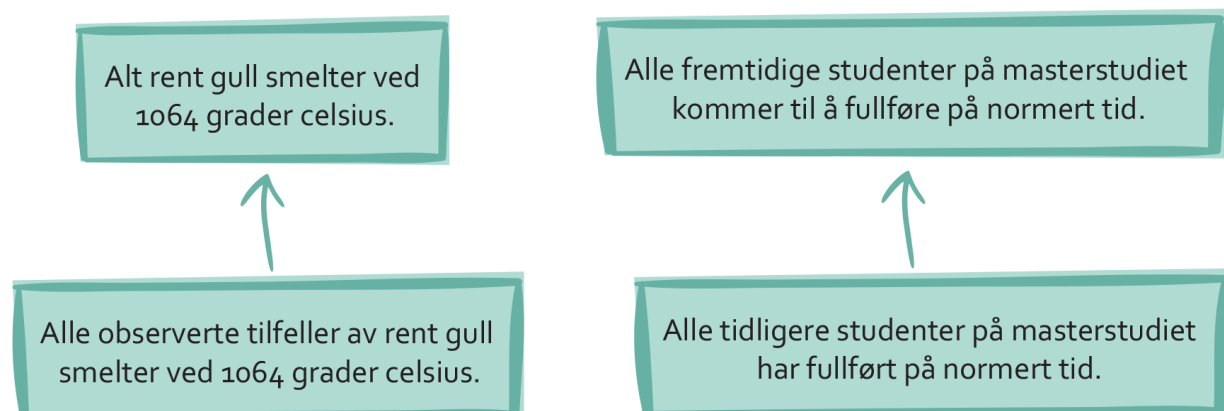 Alt rent gull smelter ved
1064 grader celsius.
Alle fremtidige studenter på masterstudiet
kommer til å fullføre på normert tid.
Alle observerte tilfeller av rent gull
smelter ved 1064 grader celsius.
Alle tidligere studenter på masterstudiet
har fullført på normert tid.